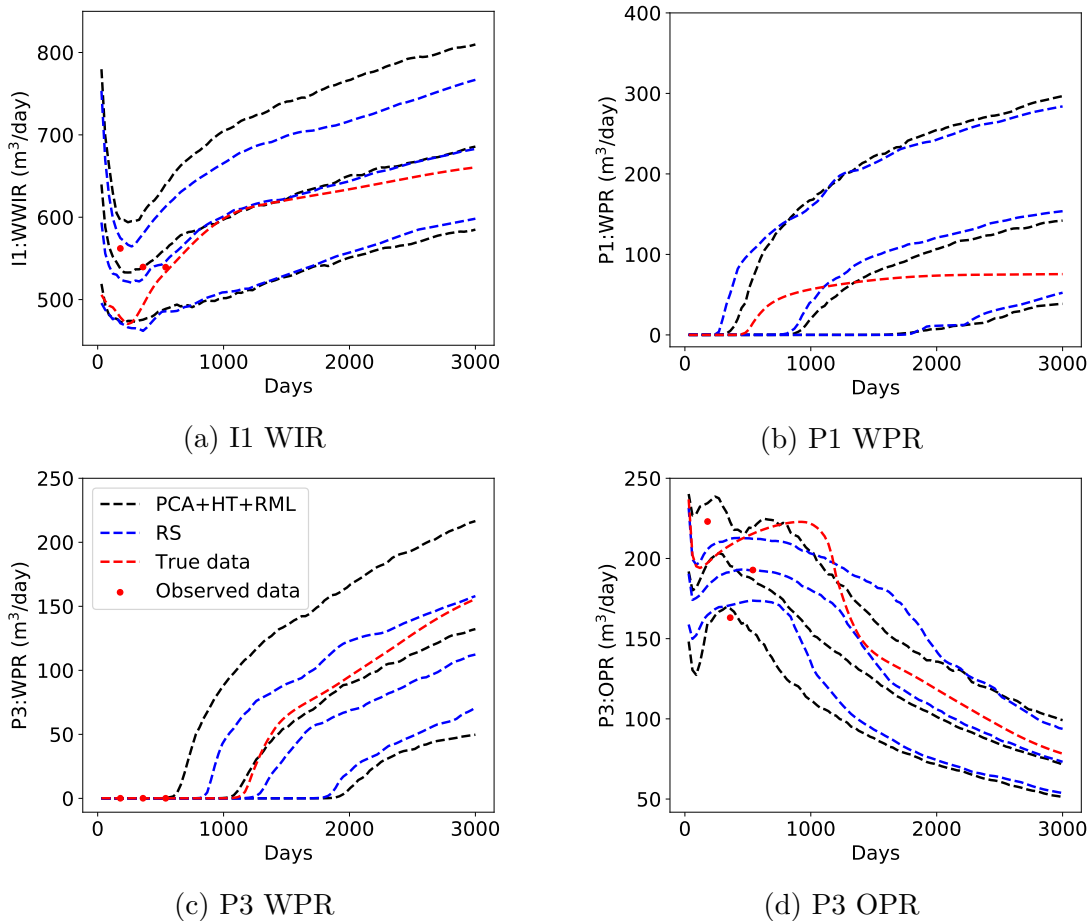 800
700
600
500
I1:WWIR (m³/day)
0
1000
2000
3000
Days
(a) I1 WIR
400
300
200
100
0
P1:WPR (m³/day)
0
1000
2000
3000
Days
(b) P1 WPR
250
200
150
100
50
0
P3:WPR (m³/day)
PCA+HT+RML
RS
True data
Observed data
0
1000
2000
3000
Days
(c) P3 WPR
250
200
150
100
50
P3:OPR (m³/day)
0
1000
2000
3000
Days
(d) P3 OPR